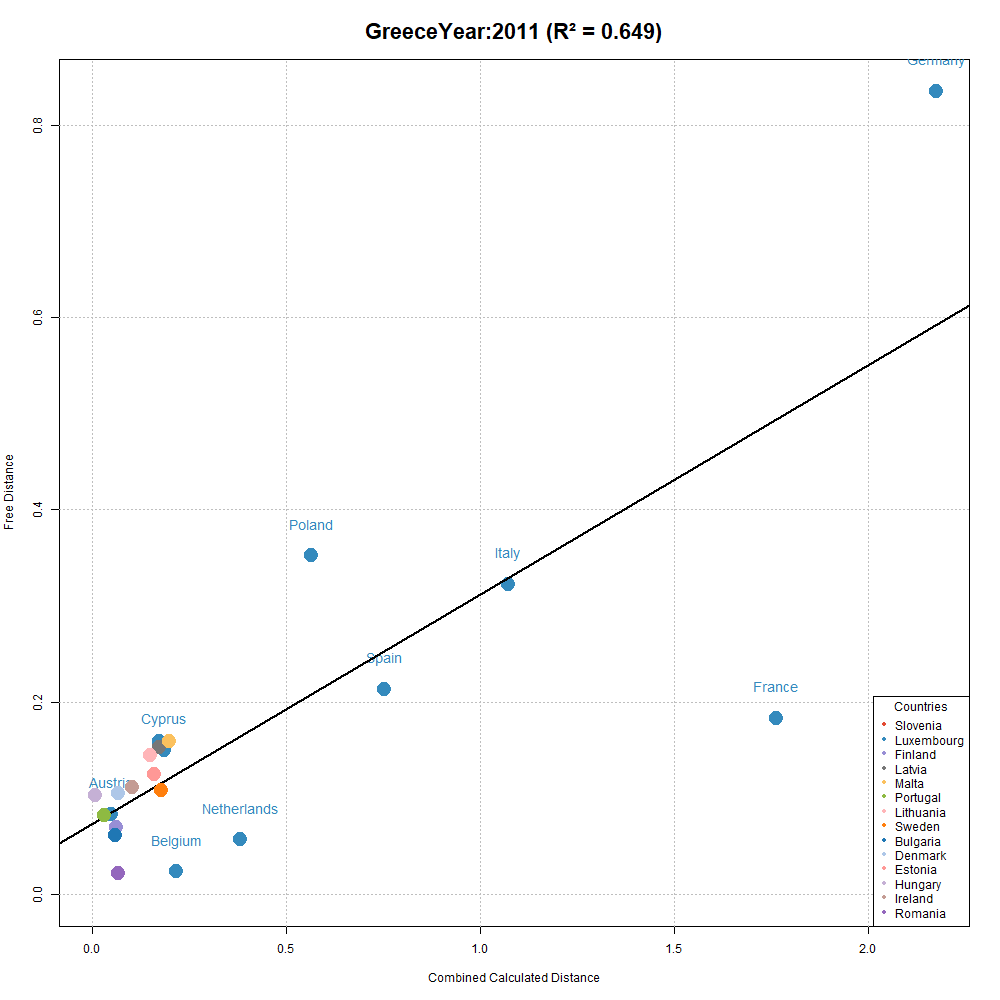 GreeceYear:2011 (R² = 0.649)
Germany
0.8
0.6
Free Distance
0.4
Poland
Italy
Spain
France
0.2
Cyprus
Austria
Netherlands
Belgium
0.0
Countries
Slovenia
Luxembourg
Finland
Latvia
Malta
Portugal
Lithuania
Sweden
Bulgaria
Denmark
Estonia
Hungary
Ireland
Romania
0.0 0.5 1.0 1.5 2.0
Combined Calculated Distance